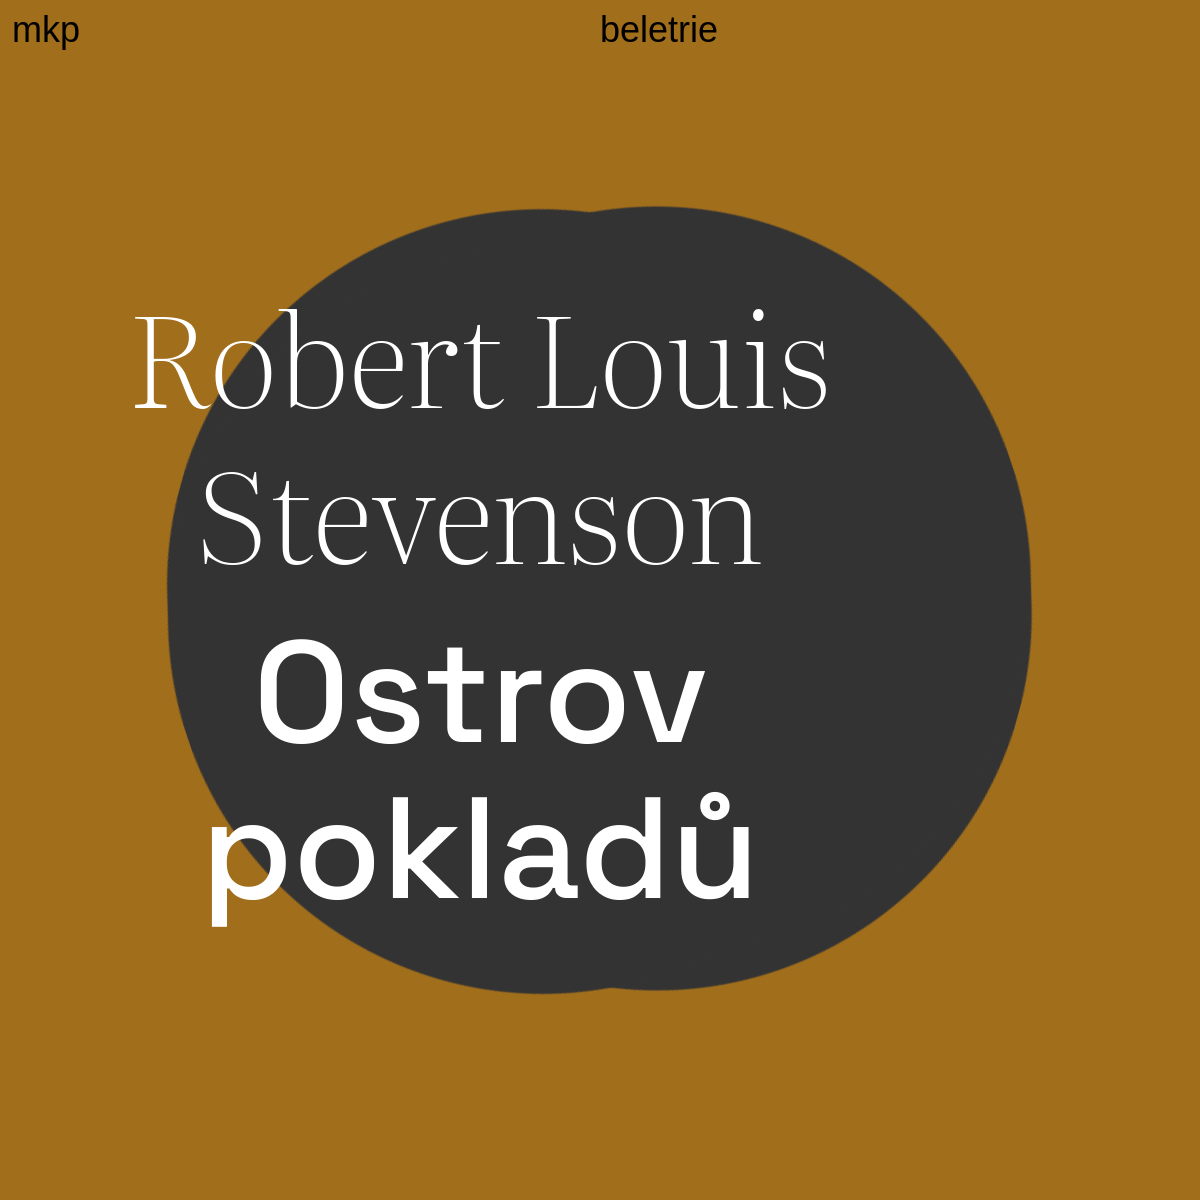 mkp
beletrie
Robert Louis
Stevenson
Ostrov
pokladů